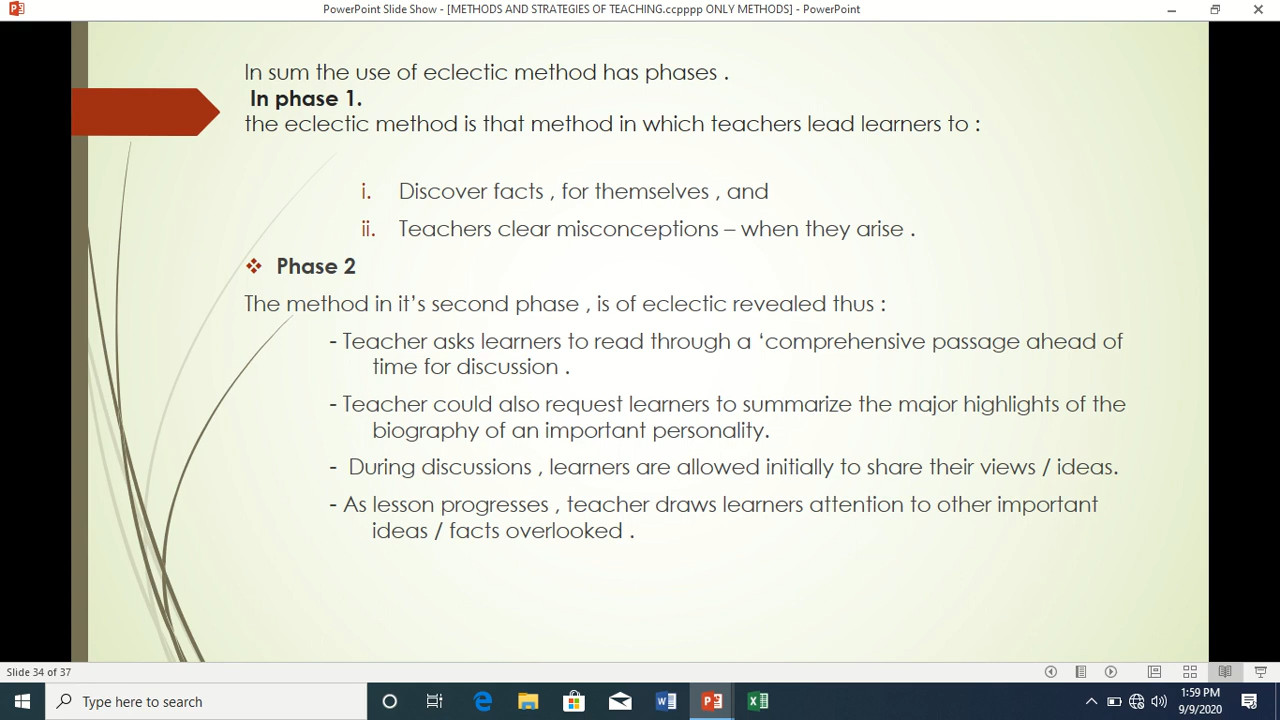 PowerPoint Slide Show - [METHODS AND STRATEGIES OF TEACHING.ccpppp ONLY METHODS] - PowerPoint
In sum the use of eclectic method has phases .
In phase 1.
the eclectic method is that method in which teachers lead learners to :
i. Discover facts , for themselves , and
ii. Teachers clear misconceptions – when they arise .
❖ Phase 2
The method in it’s second phase , is of eclectic revealed thus :
- Teacher asks learners to read through a ‘comprehensive passage ahead of
time for discussion .
- Teacher could also request learners to summarize the major highlights of the
biography of an important personality.
- During discussions , learners are allowed initially to share their views / ideas.
- As lesson progresses , teacher draws learners attention to other important
ideas / facts overlooked .
Slide 34 of 37
Type here to search
1:59 PM
9/9/2020